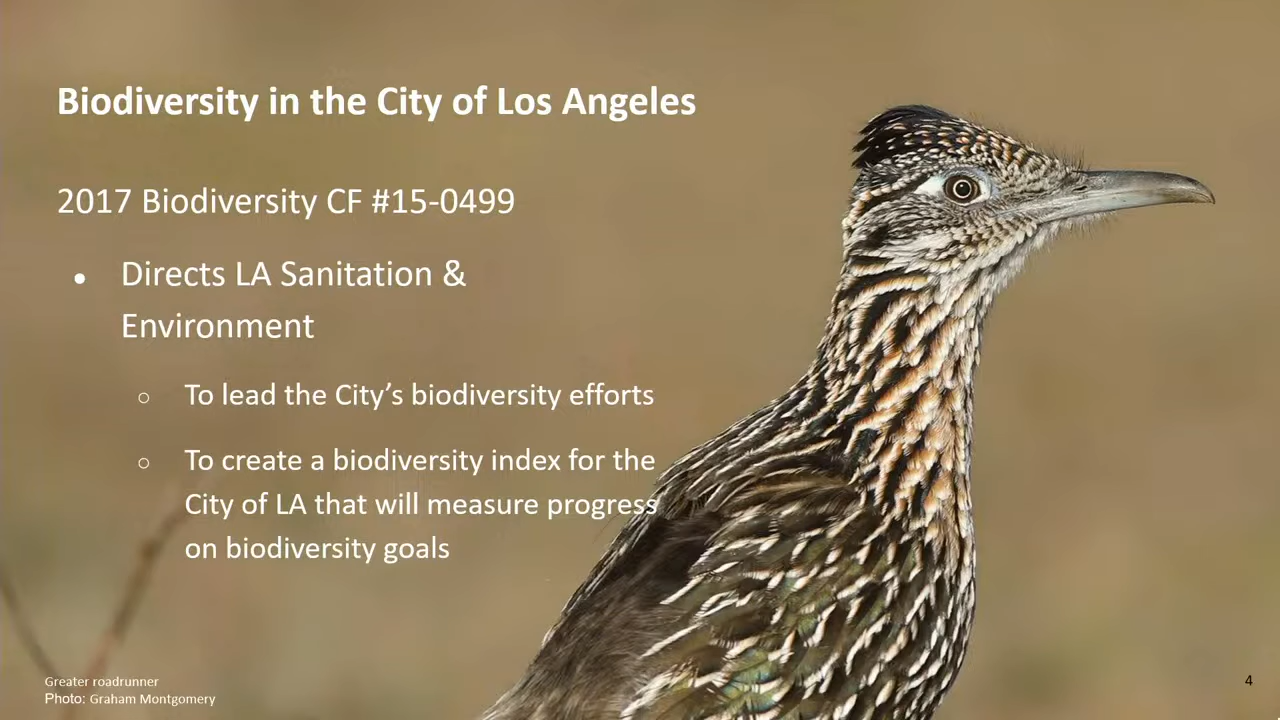 Biodiversity in the City of Los Angeles
2017 Biodiversity CF #15-0499
● Directs LA Sanitation &
Environment
○ To lead the City’s biodiversity efforts
○ To create a biodiversity index for the
City of LA that will measure progress
on biodiversity goals
Greater roadrunner
Photo: Graham Montgomery
4